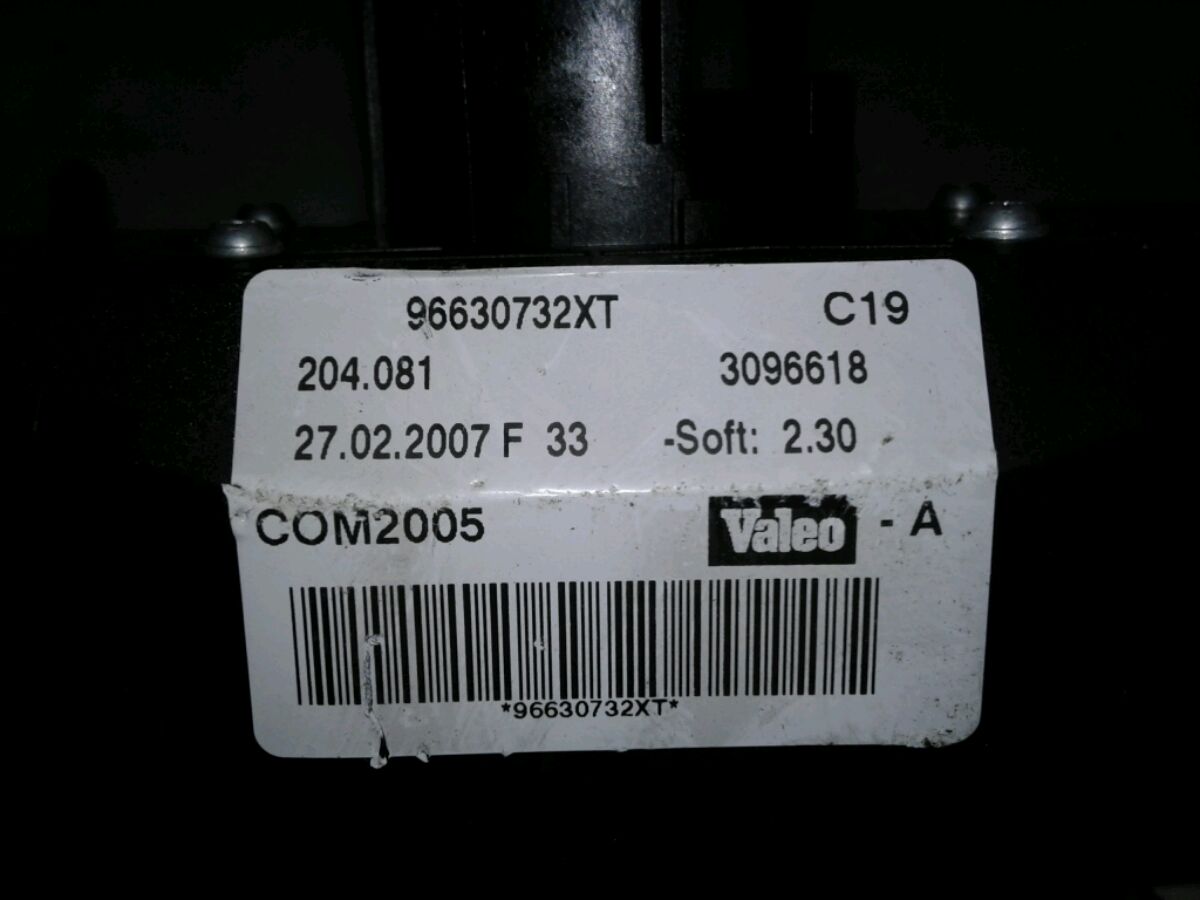 96630732XT C19
204.081 3096618
27.02.2007 F 33 -Soft: 2.30
COM2005 Valeo - A
*96630732XT*